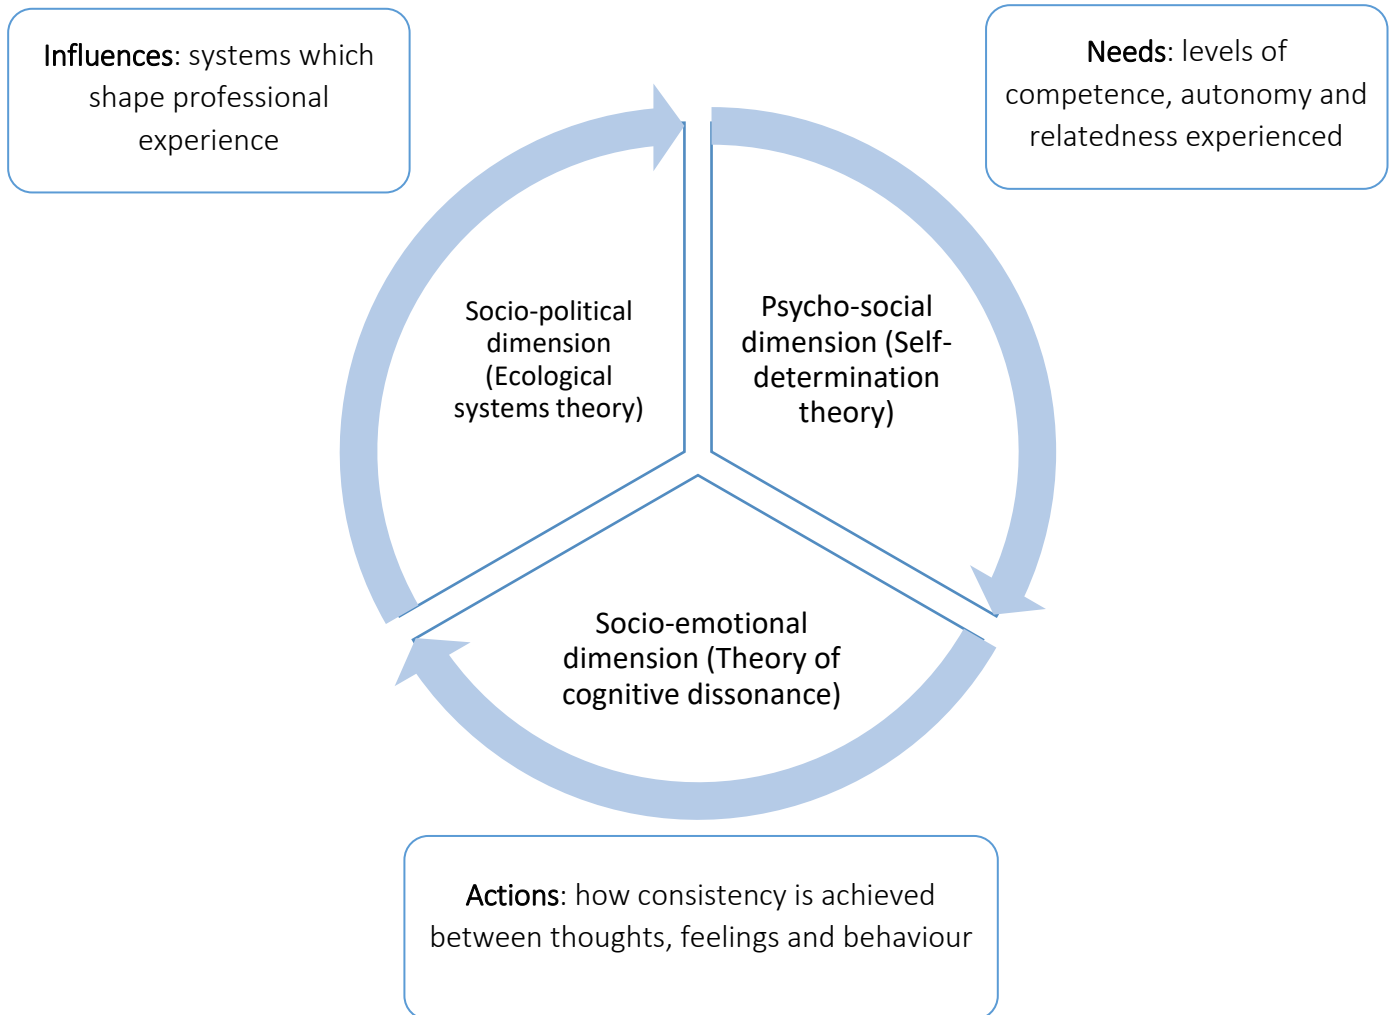 Influences: systems which
shape professional
experience
Needs: levels of
competence, autonomy and
relatedness experienced
Socio-political
dimension
(Ecological
systems theory)
Psycho-social
dimension (Self-
determination
theory)
Socio-emotional
dimension (Theory of
cognitive dissonance)
Actions: how consistency is achieved
between thoughts, feelings and behaviour